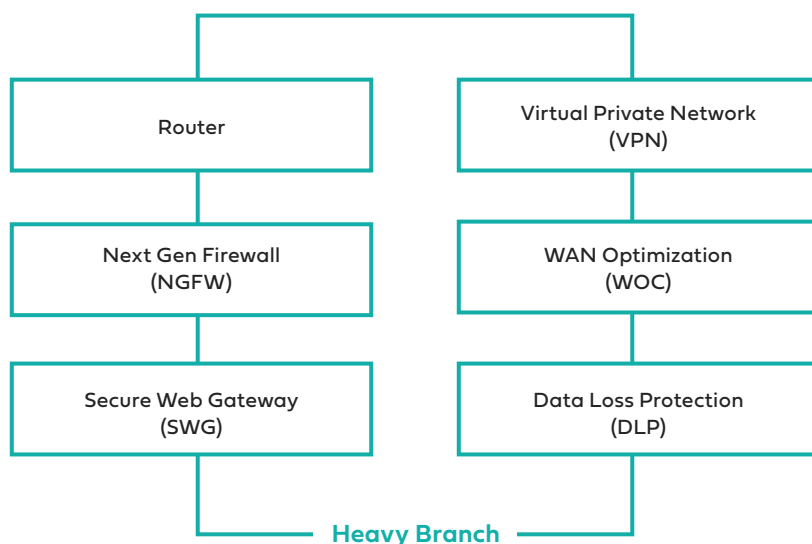 Router
Virtual Private Network
(VPN)
Next Gen Firewall
(NGFW)
WAN Optimization
(WOC)
Secure Web Gateway
(SWG)
Data Loss Protection
(DLP)
Heavy Branch